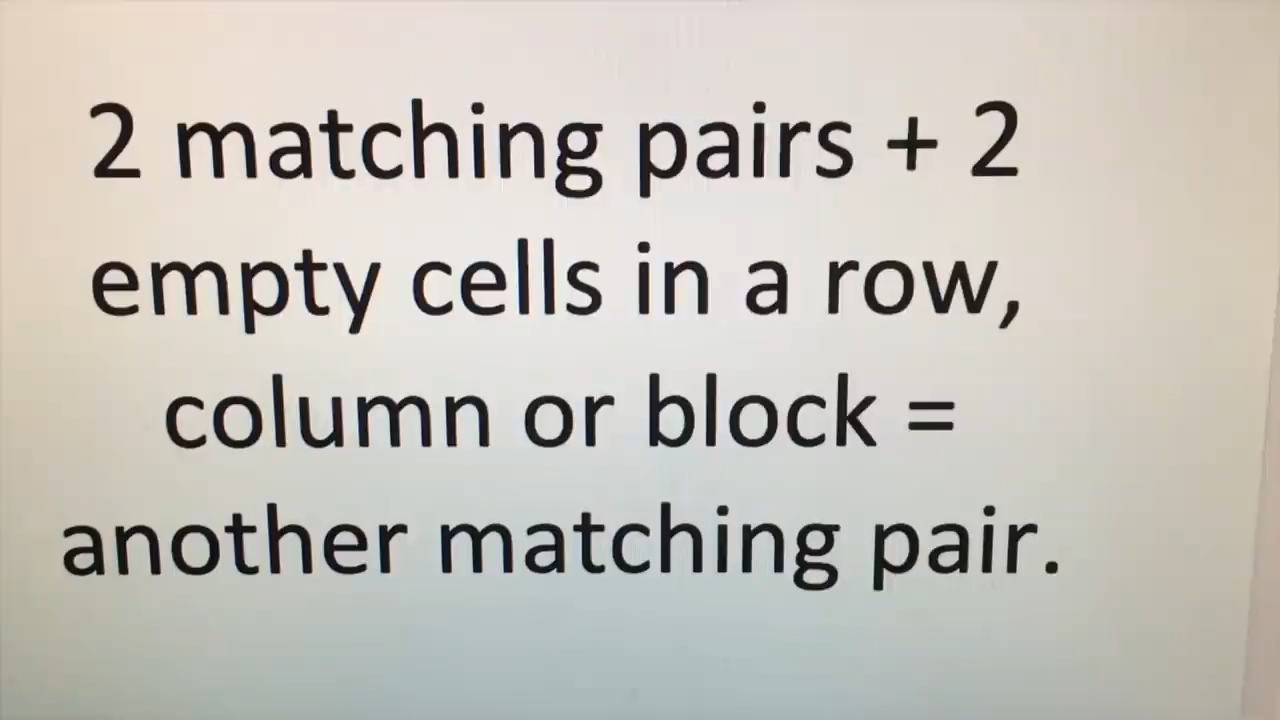 2 matching pairs + 2
empty cells in a row,
column or block =
another matching pair.